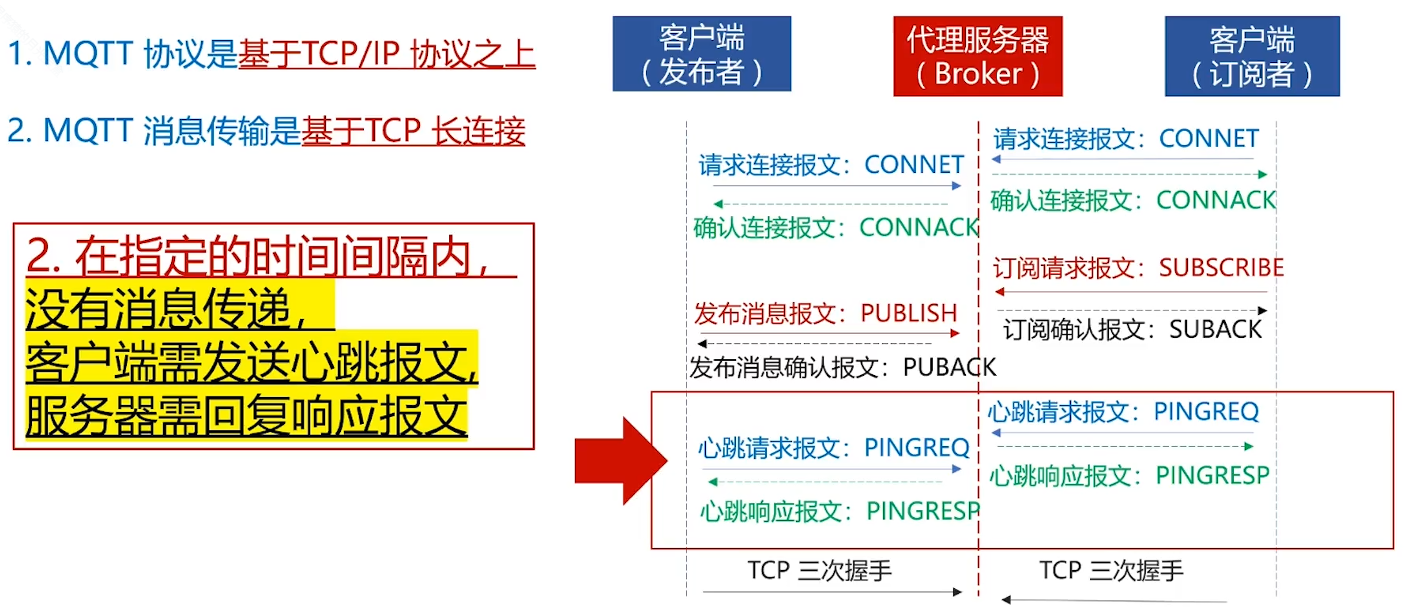 1. MQTT 协议是基于TCP/IP 协议之上
2. MQTT 消息传输是基于TCP 长连接
2. 在指定的时间间隔内，
没有消息传递，
客户端需发送心跳报文,
服务器需回复响应报文
客户端
（发布者）
代理服务器
（Broker）
客户端
（订阅者）
请求连接报文：CONNET
确认连接报文：CONNACK
请求连接报文：CONNET
确认连接报文：CONNACK
订阅请求报文：SUBSCRIBE
订阅确认报文：SUBACK
发布消息报文：PUBLISH
发布消息确认报文：PUBACK
心跳请求报文：PINGREQ
心跳响应报文：PINGRESP
心跳请求报文：PINGREQ
心跳响应报文：PINGRESP
TCP 三次握手
TCP 三次握手